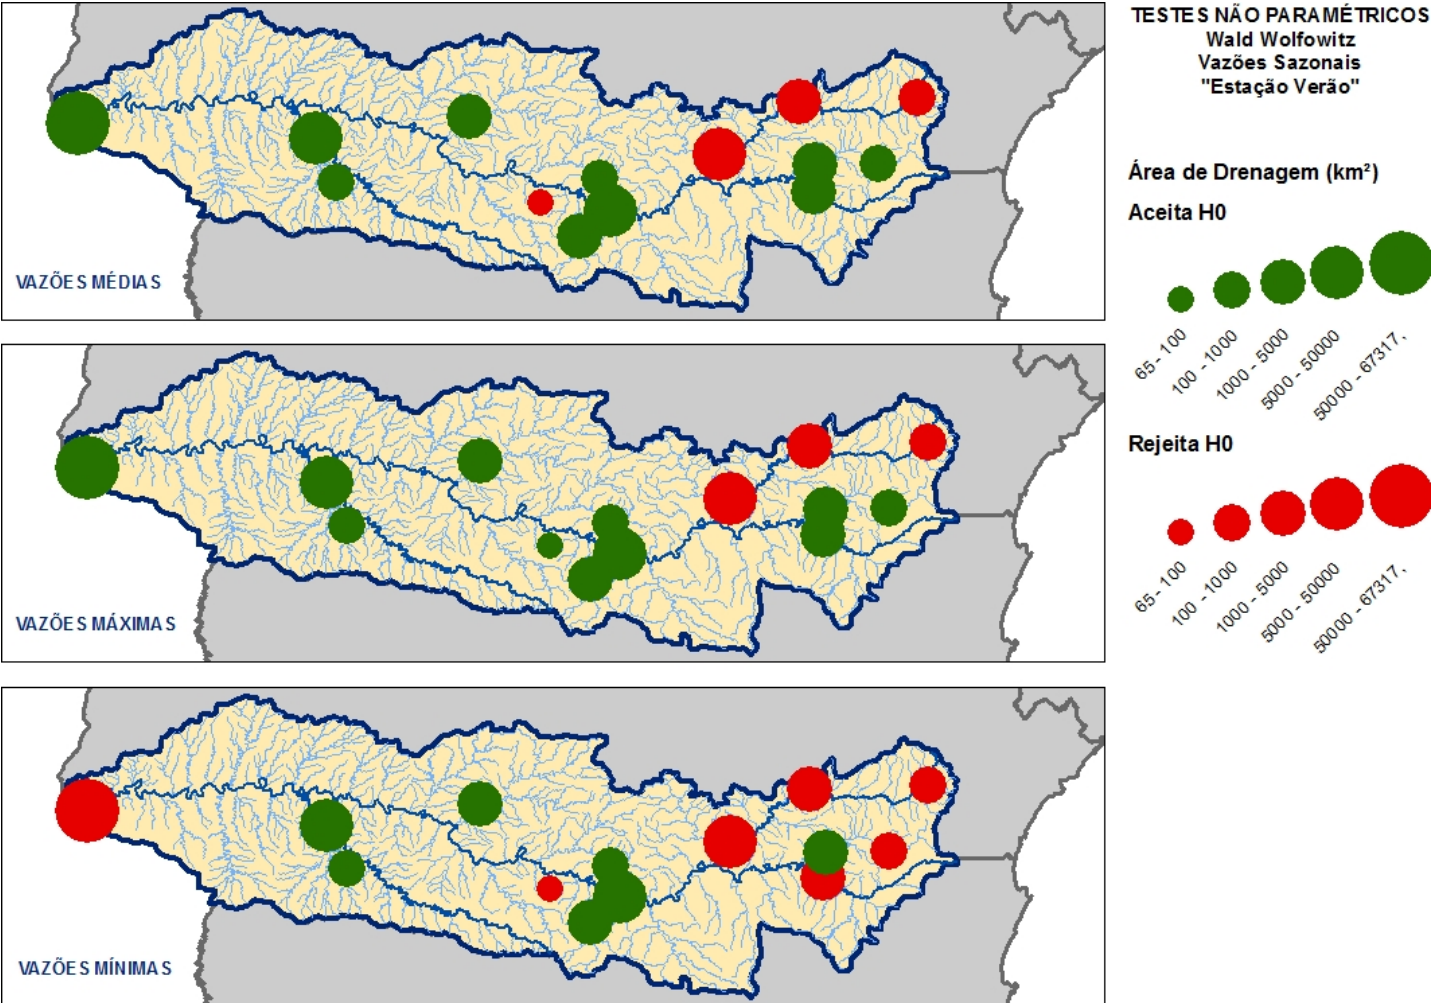 TESTES NÃO PARAMÉTRICOS
Wald Wolfowitz
Vazões Sazonais
"Estação Verão"
Área de Drenagem (km²)
Aceita H0
65 - 100
100 - 1000
1000 - 5000
5000 - 50000
50000 - 67317,
Rejeita H0
65 - 100
100 - 1000
1000 - 5000
5000 - 50000
50000 - 67317,
VAZÕES MÉDIAS
VAZÕES MÁXIMAS
VAZÕES MÍNIMAS